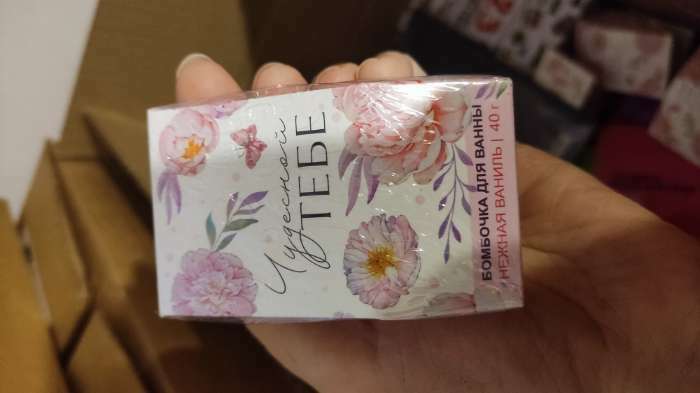 Чудесной
ТЕБЕ
БОМБОЧКА ДЛЯ ВАННЫ
НЕЖНАЯ ВАНИЛЬ | 40 г